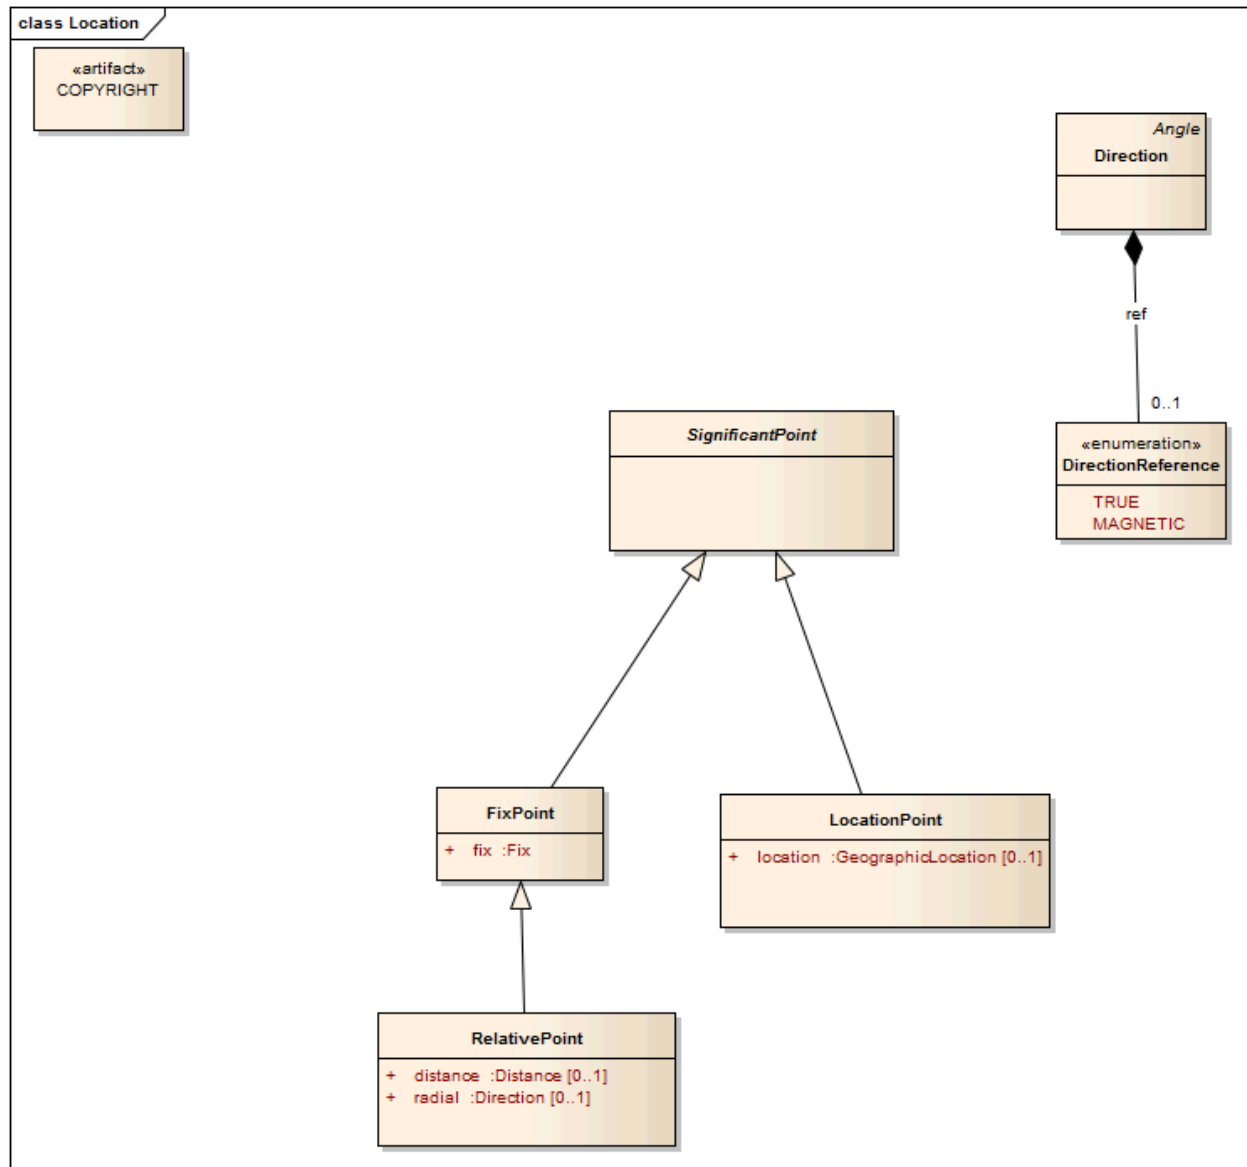 class Location
«artifact»
COPYRIGHT
Angle
Direction
ref
0..1
«enumeration»
DirectionReference
TRUE
MAGNETIC
SignificantPoint
FixPoint
+ fix :Fix
LocationPoint
+ location :GeographicLocation [0..1]
RelativePoint
+ distance :Distance [0..1]
+ radial :Direction [0..1]